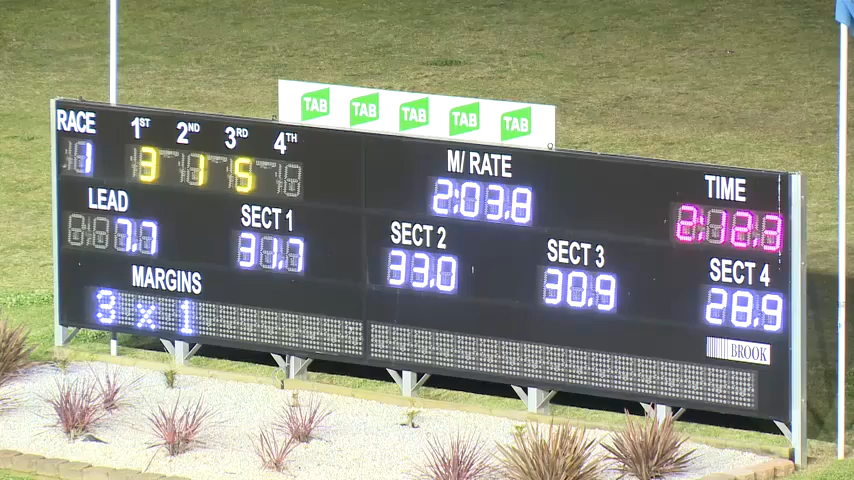 TAB TAB TAB TAB TAB
RACE 1ST 2ND 3RD 4TH
1 3 1 5
M/RATE
2:03.8
TIME
2:12.3
LEAD
7.7
SECT 1
31.7
SECT 2
33.0
SECT 3
30.9
SECT 4
28.9
MARGINS
3 x 1
BROOK